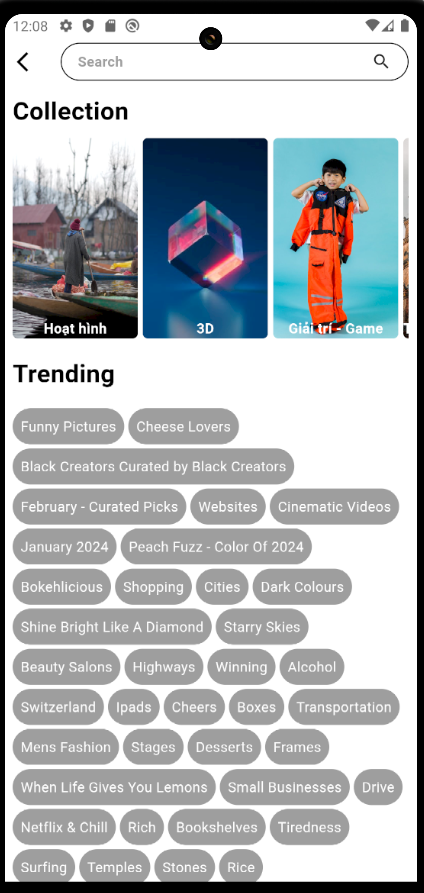 12:08
Search
Collection
Hoạt hình 3D Giải trí - Game T
Trending
Funny Pictures Cheese Lovers
Black Creators Curated by Black Creators
February - Curated Picks Websites Cinematic Videos
January 2024 Peach Fuzz - Color Of 2024
Bokehlicious Shopping Cities Dark Colours
Shine Bright Like A Diamond Starry Skies
Beauty Salons Highways Winning Alcohol
Switzerland Ipads Cheers Boxes Transportation
Mens Fashion Stages Desserts Frames
When Life Gives You Lemons Small Businesses Drive
Netflix & Chill Rich Bookshelves Tiredness
Surfing Temples Stones Rice